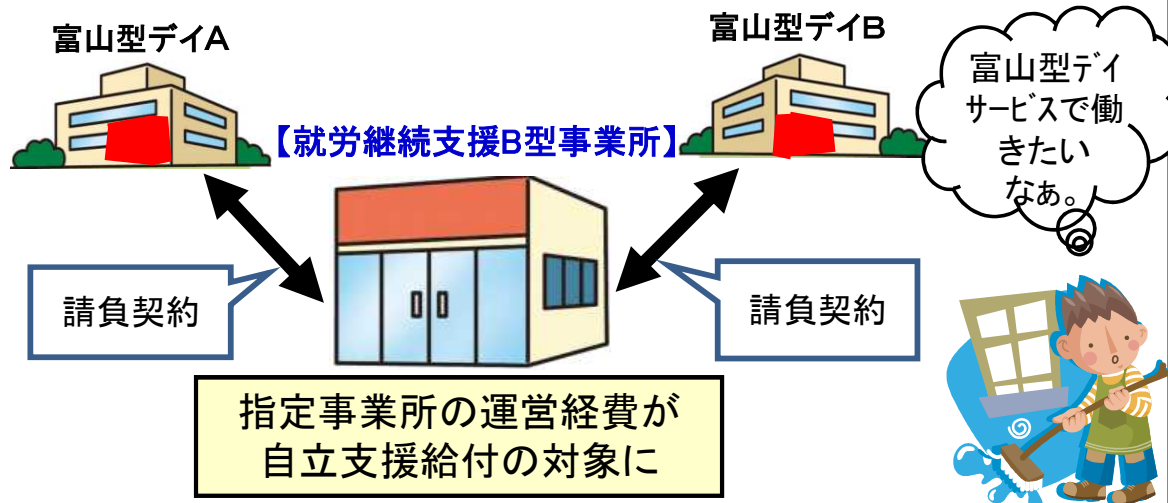 富山型デイA
富山型デイB
富山型ﾃﾞｲ
ｻｰﾋﾞｽで働
きたい
なぁ。
【就労継続支援B型事業所】
請負契約
請負契約
指定事業所の運営経費が
自立支援給付の対象に